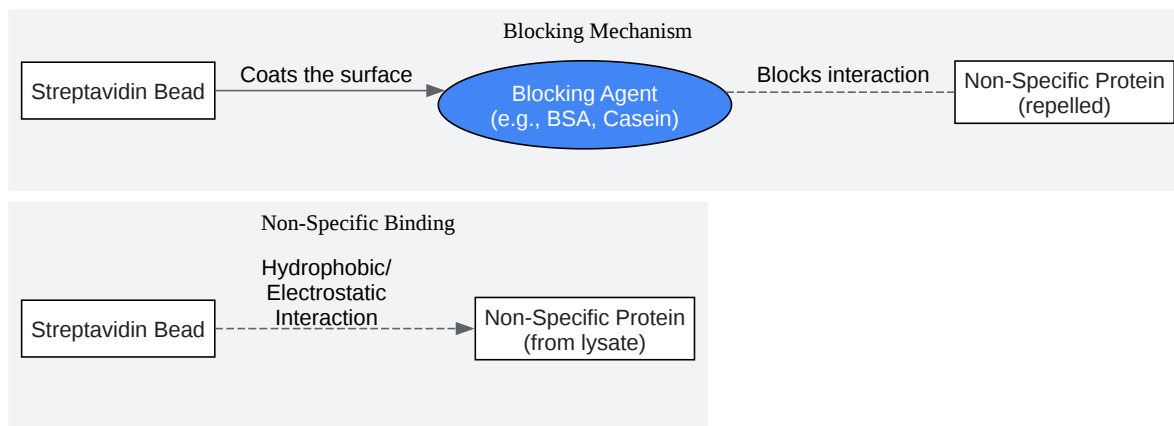 Blocking Mechanism
Streptavidin Bead
Coats the surface
Blocking Agent
(e.g., BSA, Casein)
Blocks interaction
Non-Specific Protein
(repelled)
Non-Specific Binding
Streptavidin Bead
Hydrophobic/
Electrostatic
Interaction
Non-Specific Protein
(from lysate)